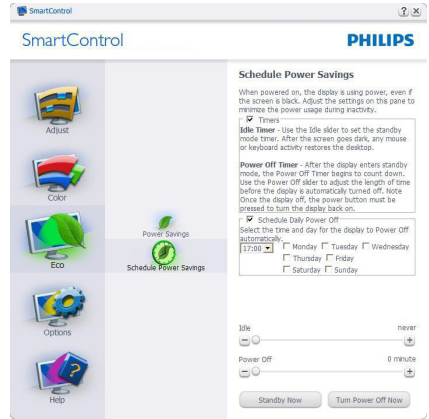 SmartControl
? ×
SmartControl
PHILIPS
Adjust
Color
Eco
Options
Help
Power Savings
Schedule Power Savings
Schedule Power Savings
When powered on, the display is using power, even if
the screen is black. Adjust the settings on this pane to
minimize the power usage during inactivity.
Timers
Idle Timer - Use the Idle slider to set the standby
mode timer. After the screen goes dark, any mouse
or keyboard activity restores the desktop.
Power Off Timer - After the display enters standby
mode, the Power Off Timer begins to count down.
Use the Power Off slider to adjust the length of time
before the display is automatically turned off. Note
Once the display off, the power button must be
pressed to turn the display back on.
Schedule Daily Power Off
Select the time and day for the display to Power Off
automatically.
17:00 Monday Tuesday Wednesday
Thursday Friday
Saturday Sunday
Idle never
Power Off 0 minute
Standby Now Turn Power Off Now